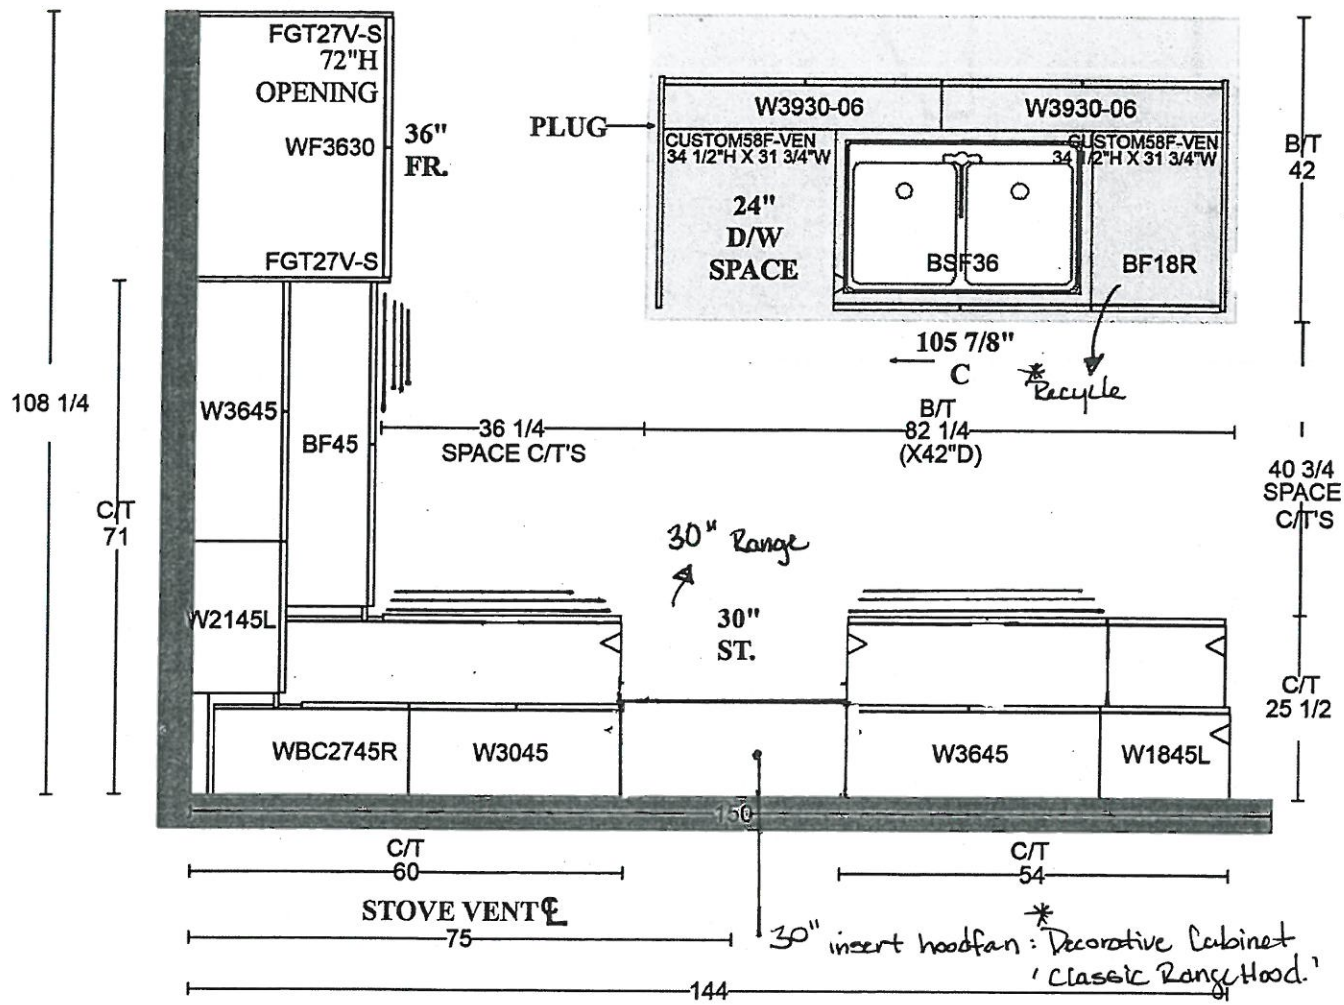 FGT27V-S
72"H
OPENING
WF3630
36"
FR.
FGT27V-S
PLUG
W3930-06
W3930-06
CUSTOM58F-VEN
34 1/2"H X 31 3/4"W
CUSTOM58F-VEN
34 1/2"H X 31 3/4"W
24"
D/W
SPACE
BSF36
BF18R
B/T
42
105 7/8"
C
* Recycle
108 1/4
C/T
71
W3645
BF45
36 1/4
SPACE C/T'S
B/T
82 1/4
(X42"D)
40 3/4
SPACE
C/T'S
30" Range
30"
ST.
W2145L
C/T
25 1/2
WBC2745R
W3045
W3645
W1845L
150
C/T
60
C/T
54
STOVE VENT CL
75
30" insert hoodfan : * Decorative Cabinet
'Classic Range Hood.'
144